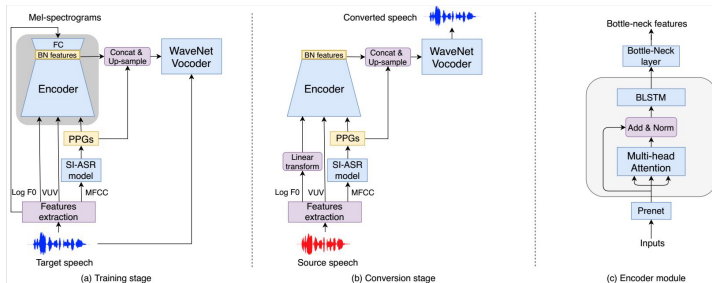 Mel-spectrograms
FC
BN features
Encoder
Concat &
Up-sample
WaveNet
Vocoder
PPGs
SI-ASR
model
Log F0
VUV
MFCC
Features
extraction
Target speech
(a) Training stage
Converted speech
BN features
Encoder
Concat &
Up-sample
WaveNet
Vocoder
PPGs
Linear
transform
SI-ASR
model
Log F0
VUV
MFCC
Features
extraction
Source speech
(b) Conversion stage
Bottle-neck features
Bottle-Neck
layer
BLSTM
Add & Norm
Multi-head
Attention
Prenet
Inputs
(c) Encoder module